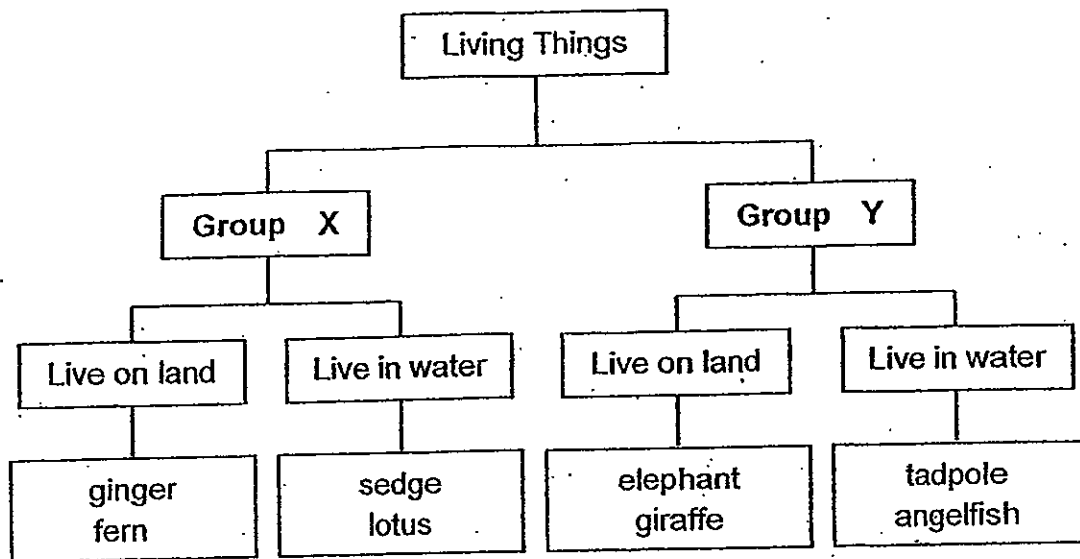 Living Things
Group X
Group Y
Live on land
Live in water
Live on land
Live in water
ginger
fern
sedge
lotus
elephant
giraffe
tadpole
angelfish